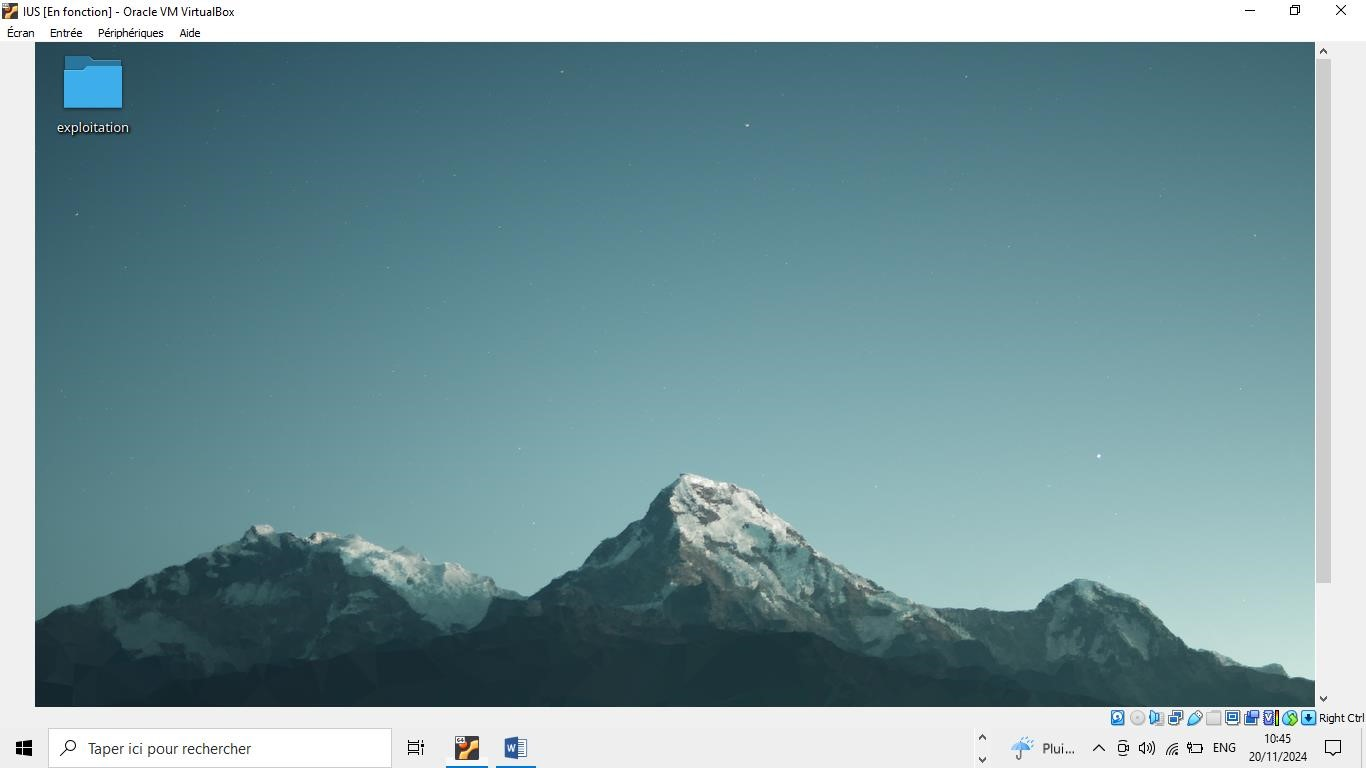 IUS [En fonction] - Oracle VM VirtualBox
Écran Entrée Périphériques Aide
exploitation
Right Ctrl
Taper ici pour rechercher
Plui...
ENG
10:45
20/11/2024